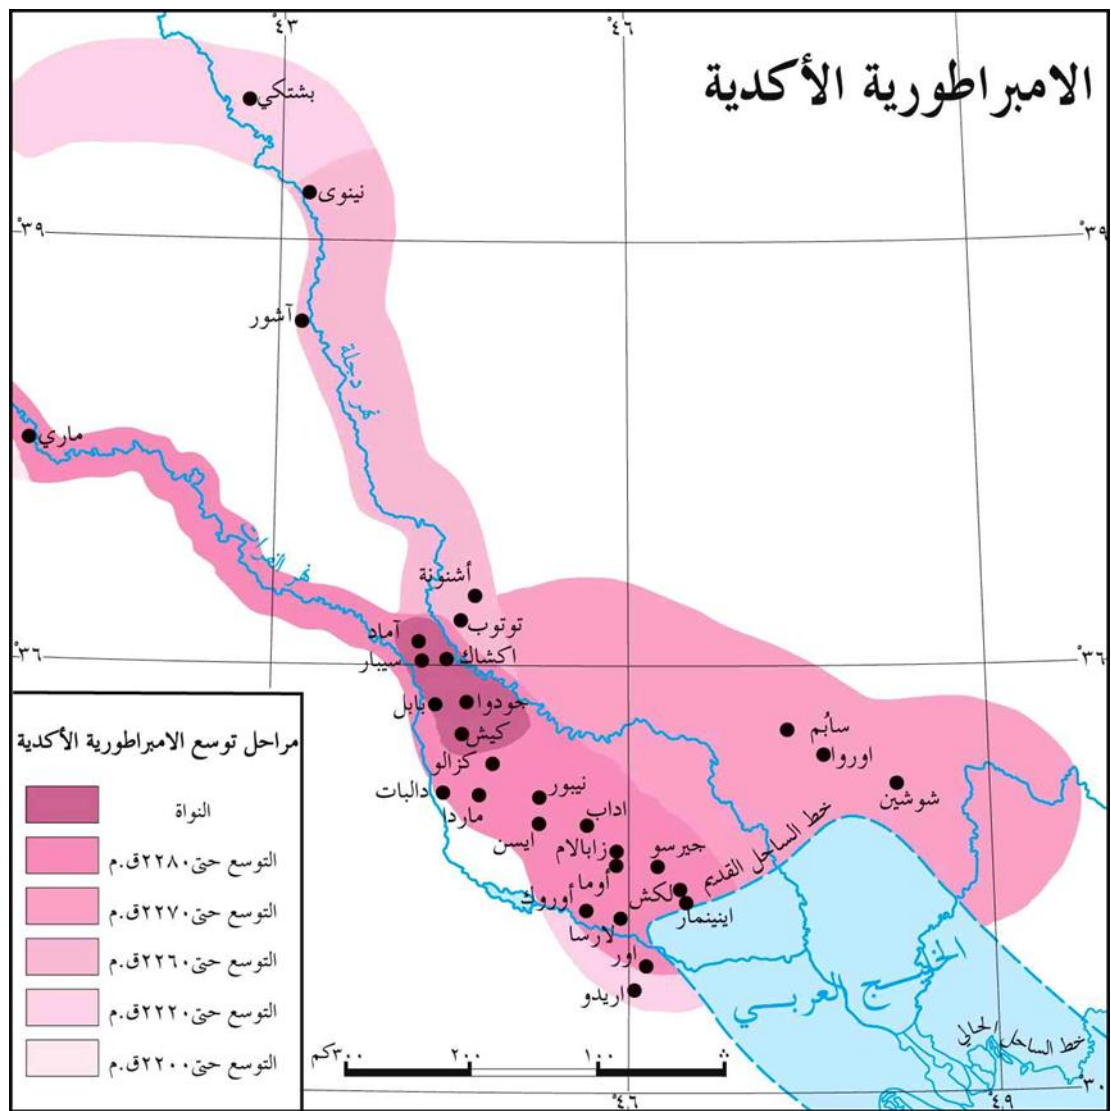 °٤٣
°٤٦
الامبراطورية الأكدية
بشتكي
نينوى
°٣٩
°٣٩
آشور
نهر دجلة
ماري
نهر الفرات
أشنونة
توتوب
آماد
اكشاك
°٣٦
°٣٦
سيبار
بابل
جودوا
كيش
سابُم
اوروا
شوشين
كزالو
دالبات
ماردا
نيبور
اداب
ايسن
زابالام
جيرسو
أوما
لكش
اينينمار
أوروك
لارسا
اور
اريدو
خط الساحل القديم
الخليج العربي
خط الساحل الحالي
مراحل توسع الامبراطورية الأكدية
النواة
التوسع حتى ٢٢٨٠ق.م
التوسع حتى ٢٢٧٠ق.م
التوسع حتى ٢٢٦٠ق.م
التوسع حتى ٢٢٢٠ق.م
التوسع حتى ٢٢٠٠ق.م
٣٠٠كم
٢٠٠
١٠٠
°٣٠
°٤٦
°٤٩